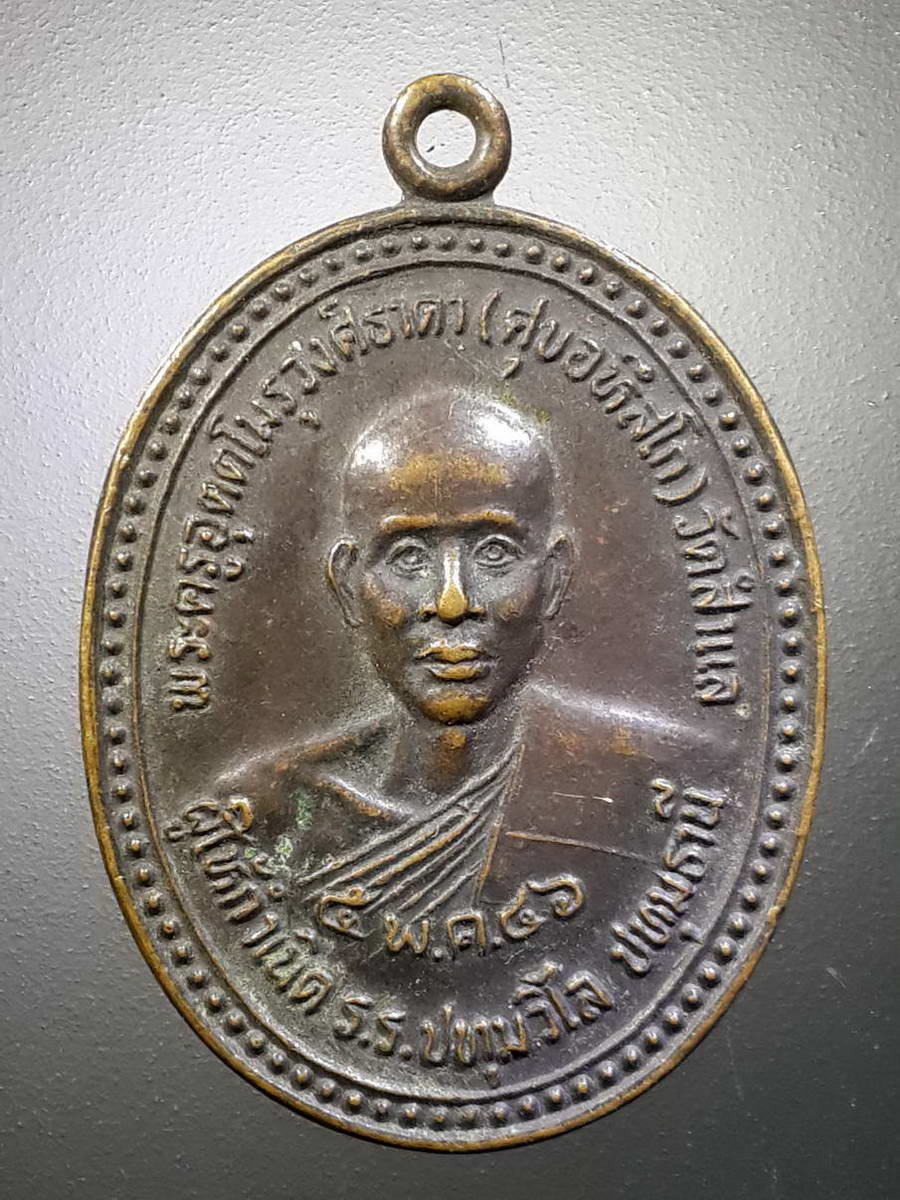 พระครูอุทตโมรุวงศ์ธาดา (ศุขอหึสโก) วัดสำแล
๕ พ.ค.๔๖
ผู้ให้กำเนิด ร.ร.ปทุมวิไล ปทุมธานี